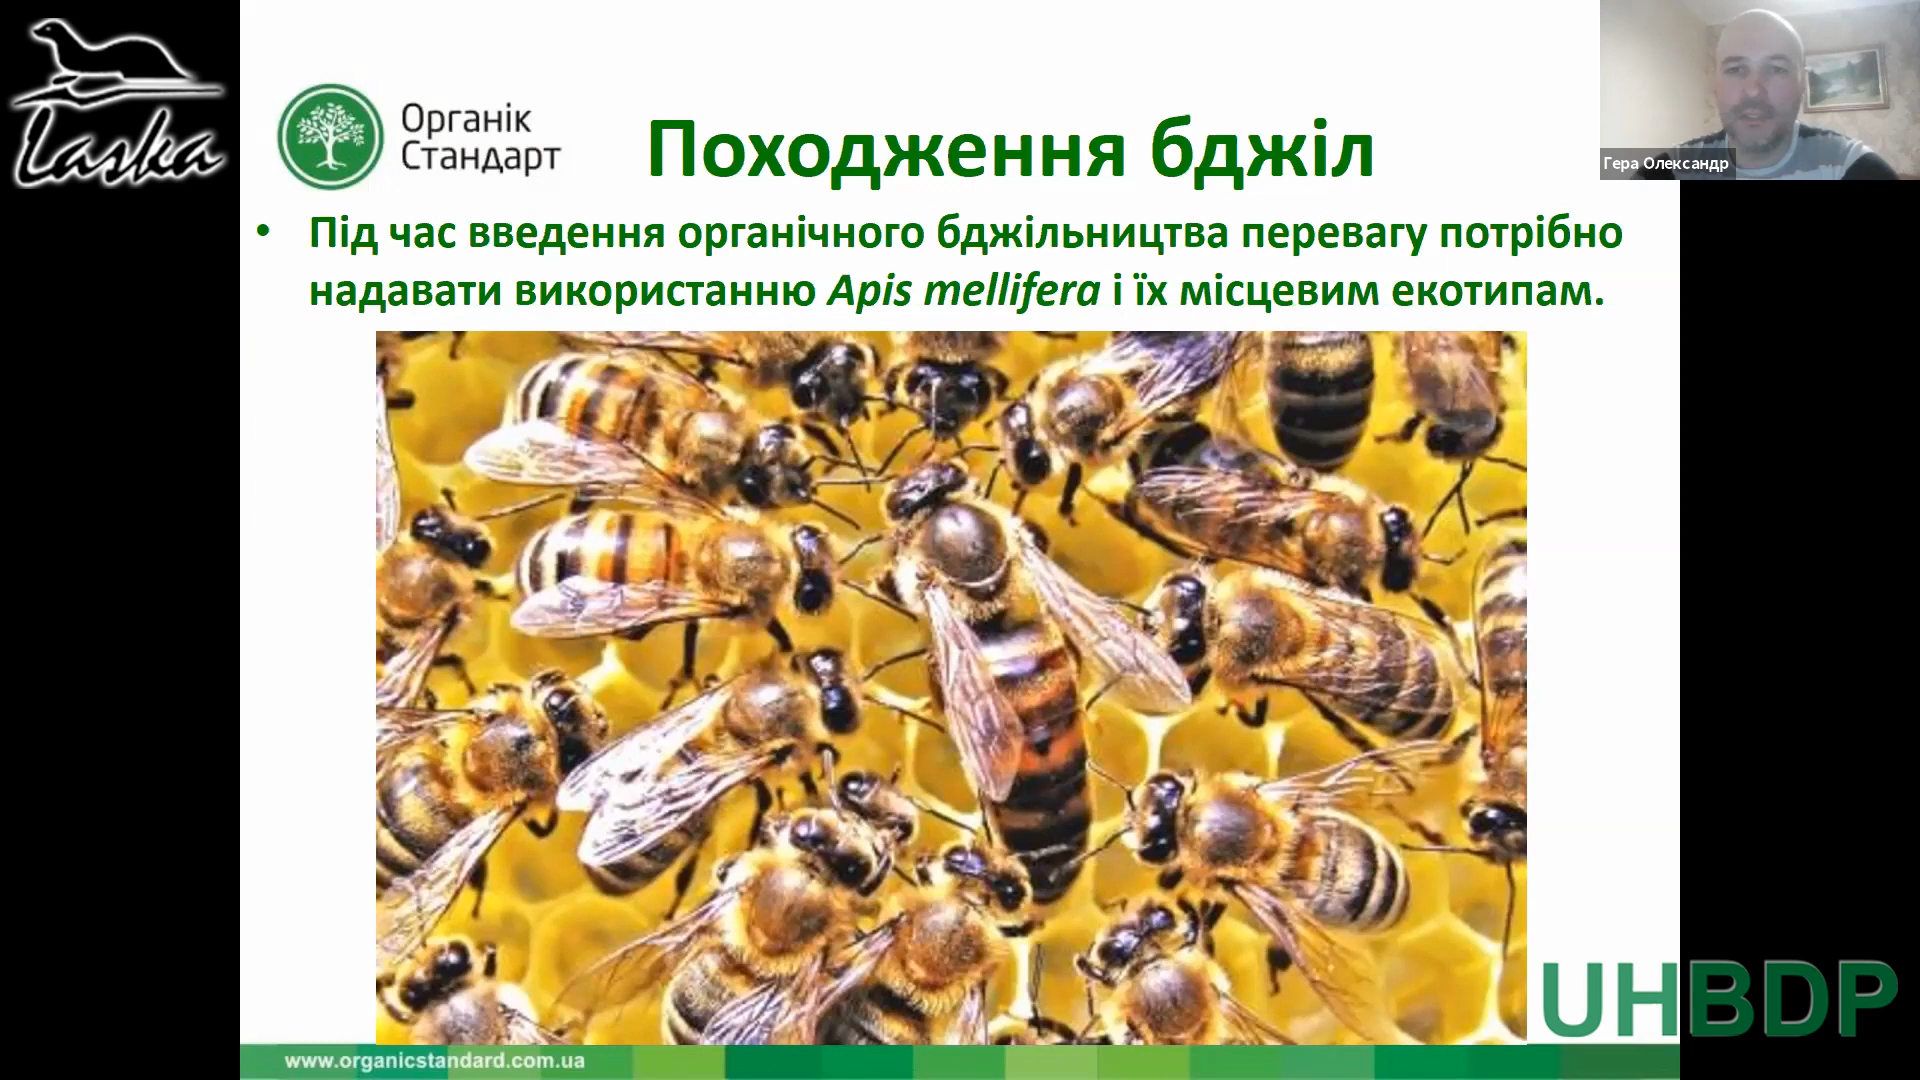 Laska
Органік
Стандарт
Походження бджіл
Гера Олександр
• Під час введення органічного бджільництва перевагу потрібно
надавати використанню Apis mellifera і їх місцевим екотипам.
UHBDP
www.organicstandard.com.ua